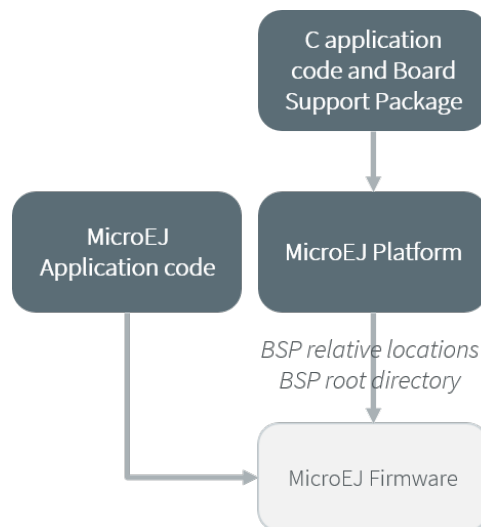 C application
code and Board
Support Package
MicroEJ
Application code
MicroEJ Platform
BSP relative locations
BSP root directory
MicroEJ Firmware